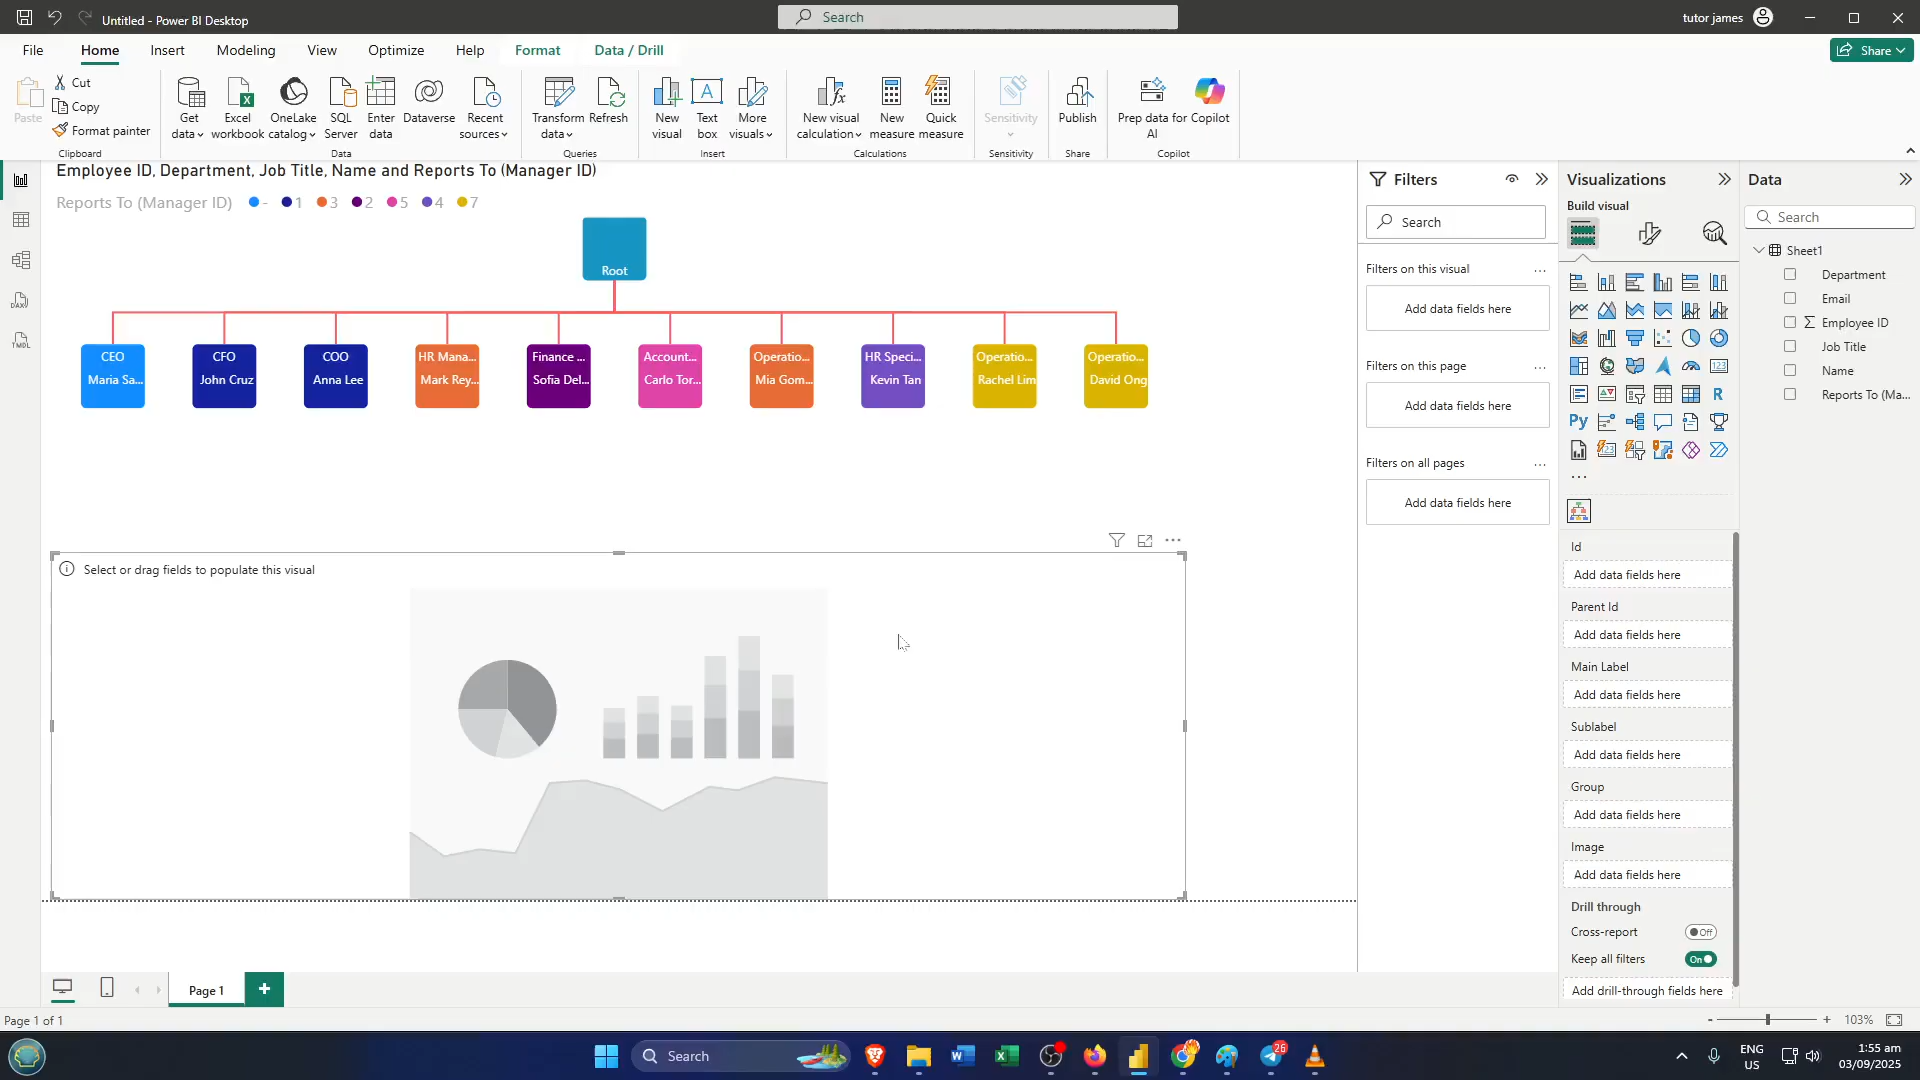 Untitled - Power BI Desktop
Search
tutor james
File
Home
Insert
Modeling
View
Optimize
Help
Format
Data / Drill
Share
Paste
Cut
Copy
Format painter
Clipboard
Get data
Excel workbook
OneLake catalog
SQL Server
Enter data
Dataverse
Recent sources
Data
Transform data
Refresh
Queries
New visual
Text box
More visuals
Insert
New visual calculation
New measure
Quick measure
Calculations
Sensitivity
Sensitivity
Publish
Share
Prep data for AI
Copilot
Copilot
Employee ID, Department, Job Title, Name and Reports To (Manager ID)
Reports To (Manager ID) - 1 3 2 5 4 7
Root
CEO
Maria Sa...
CFO
John Cruz
COO
Anna Lee
HR Mana...
Mark Rey...
Finance ...
Sofia Del...
Account...
Carlo Tor...
Operatio...
Mia Gom...
HR Speci...
Kevin Tan
Operatio...
Rachel Lim
Operatio...
David Ong
Select or drag fields to populate this visual
Filters
Search
Filters on this visual
Add data fields here
Filters on this page
Add data fields here
Filters on all pages
Add data fields here
Visualizations
Build visual
123
R
Py
Id
Add data fields here
Parent Id
Add data fields here
Main Label
Add data fields here
Sublabel
Add data fields here
Group
Add data fields here
Image
Add data fields here
Drill through
Cross-report
Off
Keep all filters
On
Add drill-through fields here
Data
Search
Sheet1
Department
Email
Employee ID
Job Title
Name
Reports To (Ma...
DAX
TMDL
Page 1
Page 1 of 1
- + 103%
Search
26
ENG
US
1:55 am
03/09/2025